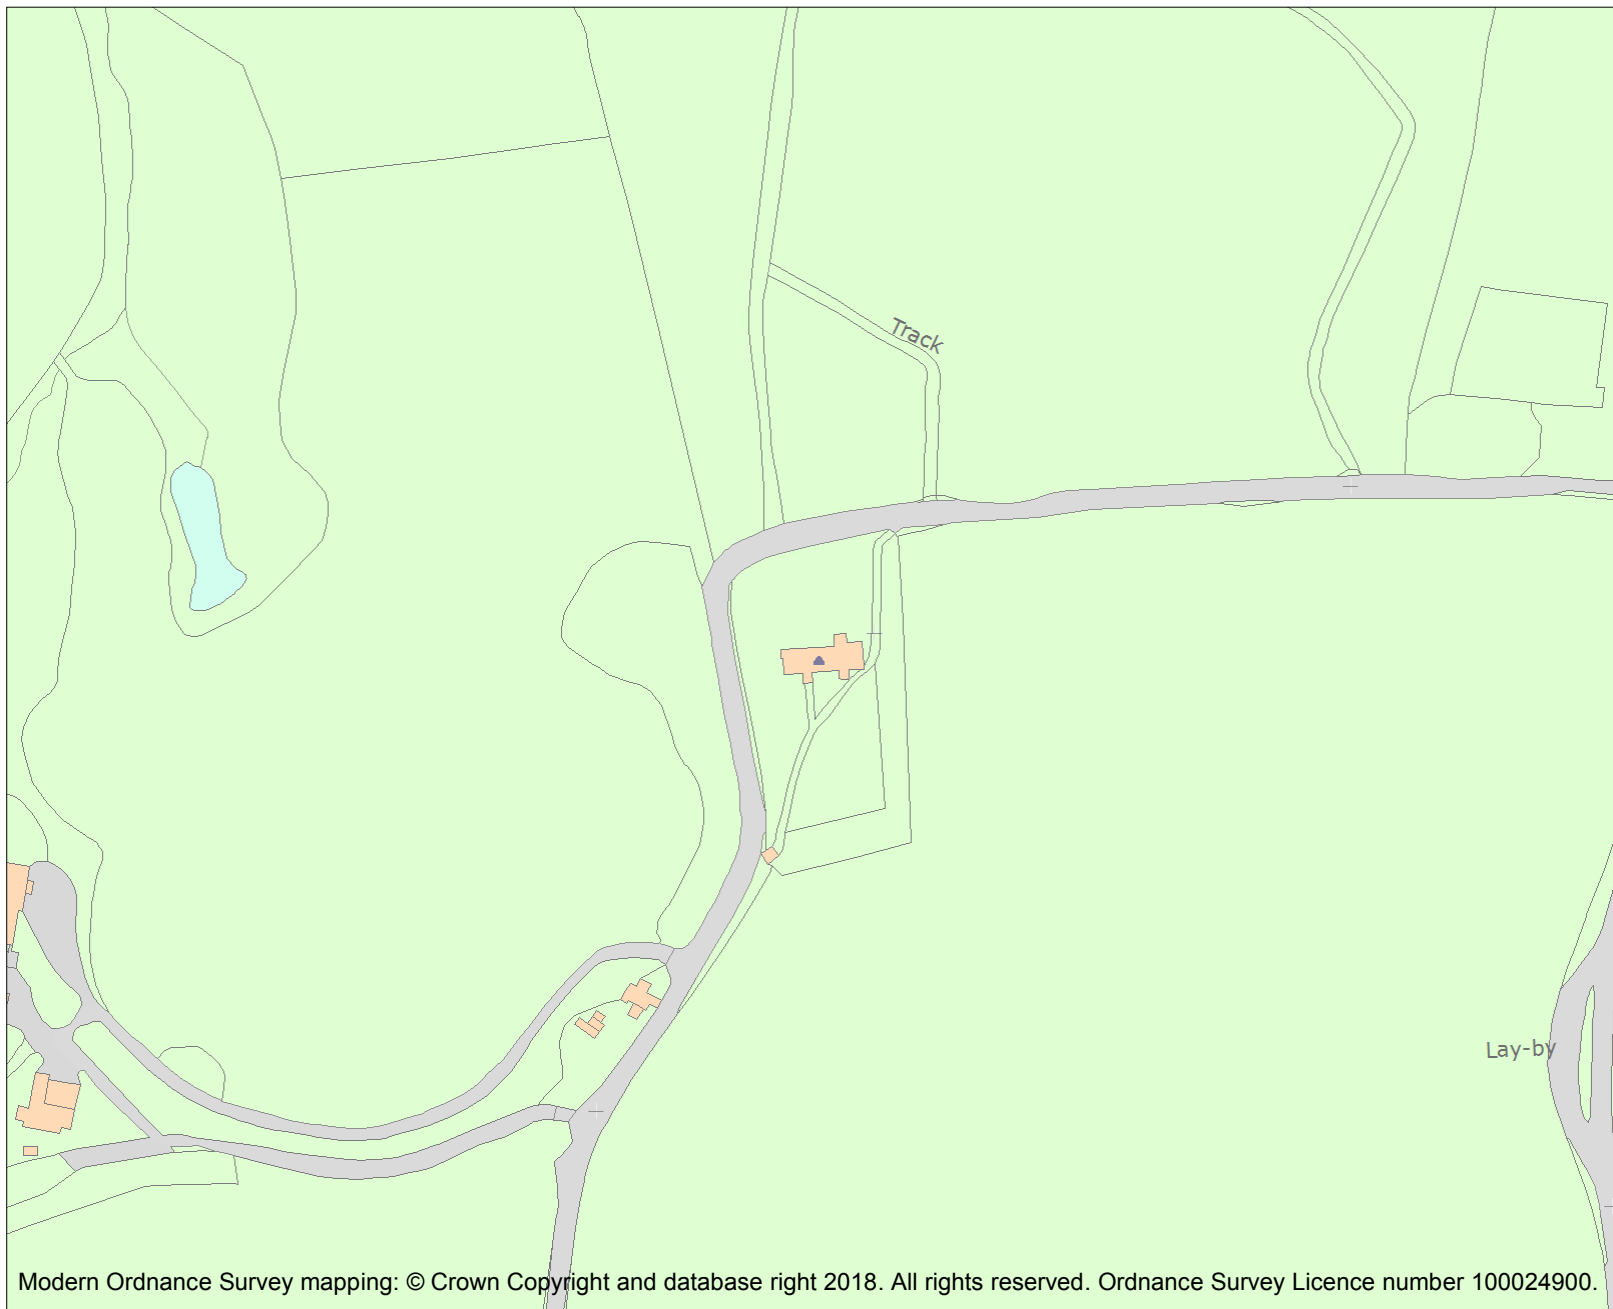 Track
Lay-by
Modern Ordnance Survey mapping: © Crown Copyright and database right 2018. All rights reserved. Ordnance Survey Licence number 100024900.